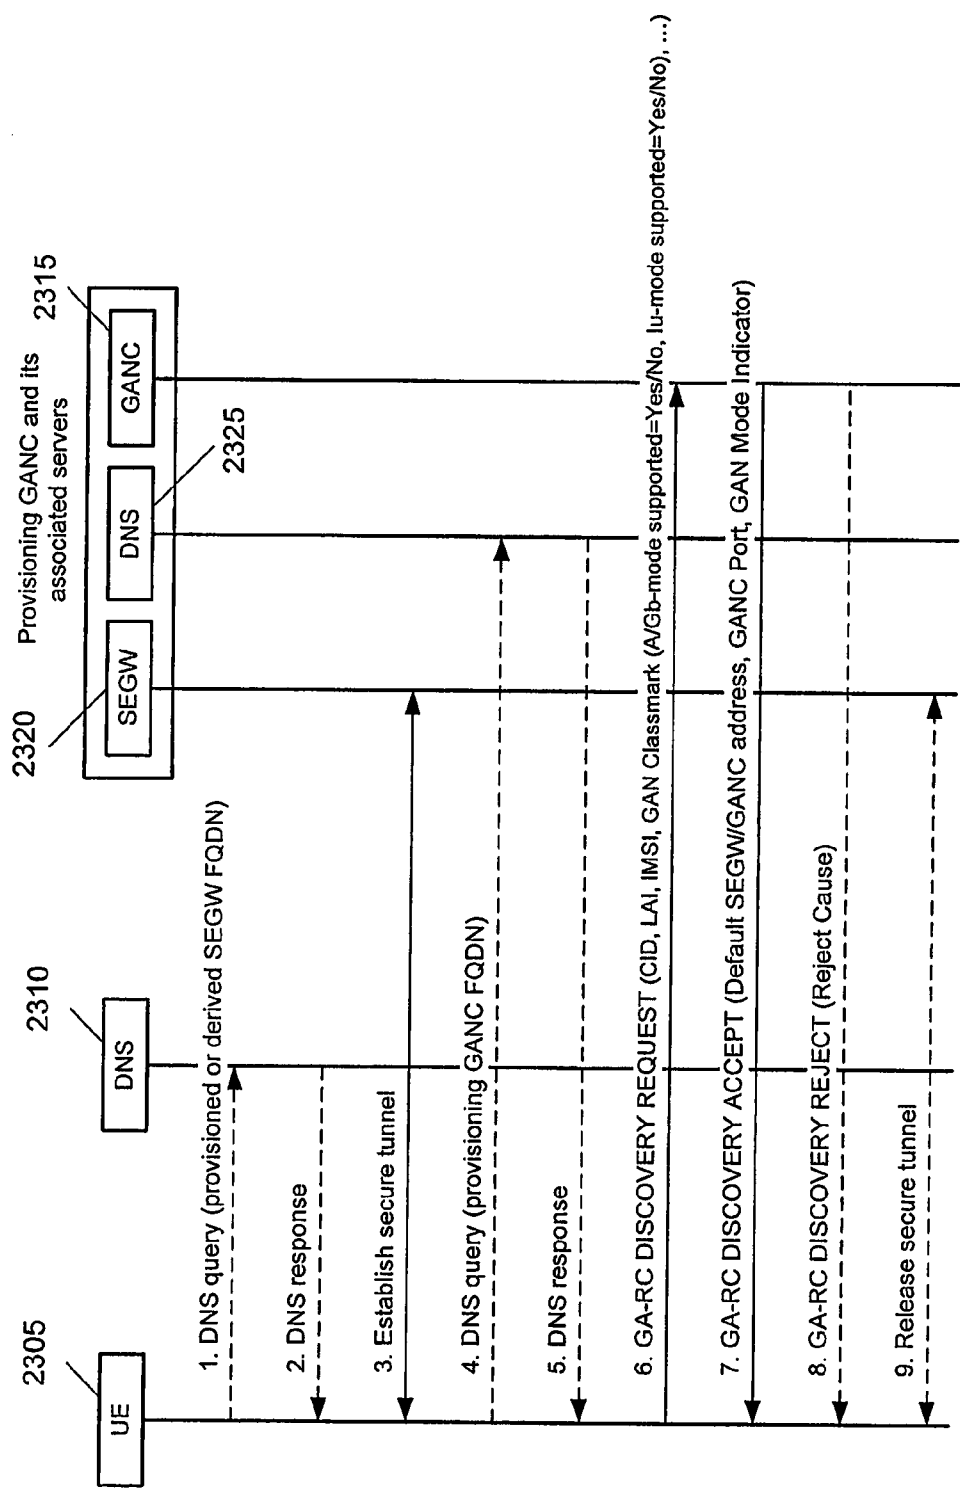 Provisioning GANC and its
associated servers
2305
2310
2320
2325
2315
UE
DNS
SEGW
DNS
GANC
1. DNS query (provisioned or derived SEGW FQDN)
2. DNS response
3. Establish secure tunnel
4. DNS query (provisioning GANC FQDN)
5. DNS response
6. GA-RC DISCOVERY REQUEST (CID, LAI, IMSI, GAN Classmark (A/Gb-mode supported=Yes/No, Iu-mode supported=Yes/No), ...)
7. GA-RC DISCOVERY ACCEPT (Default SEGW/GANC address, GANC Port, GAN Mode Indicator)
8. GA-RC DISCOVERY REJECT (Reject Cause)
9. Release secure tunnel